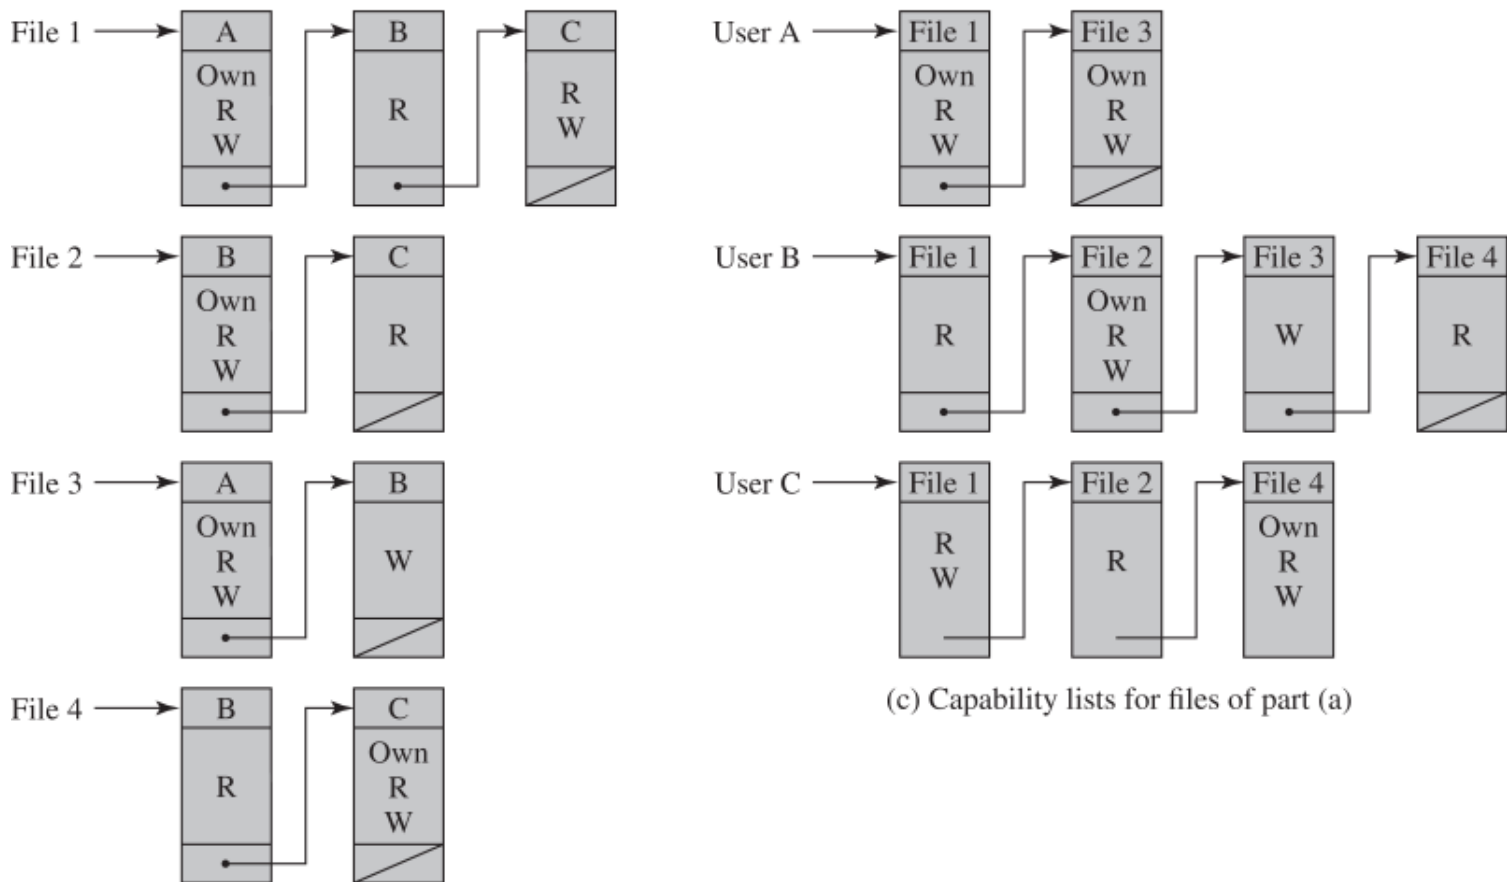 File 1
A
Own
R
W
B
R
C
R
W
File 2
B
Own
R
W
C
R
File 3
A
Own
R
W
B
W
File 4
B
R
C
Own
R
W
User A
File 1
Own
R
W
File 3
Own
R
W
User B
File 1
R
File 2
Own
R
W
File 3
W
File 4
R
User C
File 1
R
W
File 2
R
File 4
Own
R
W
(c) Capability lists for files of part (a)